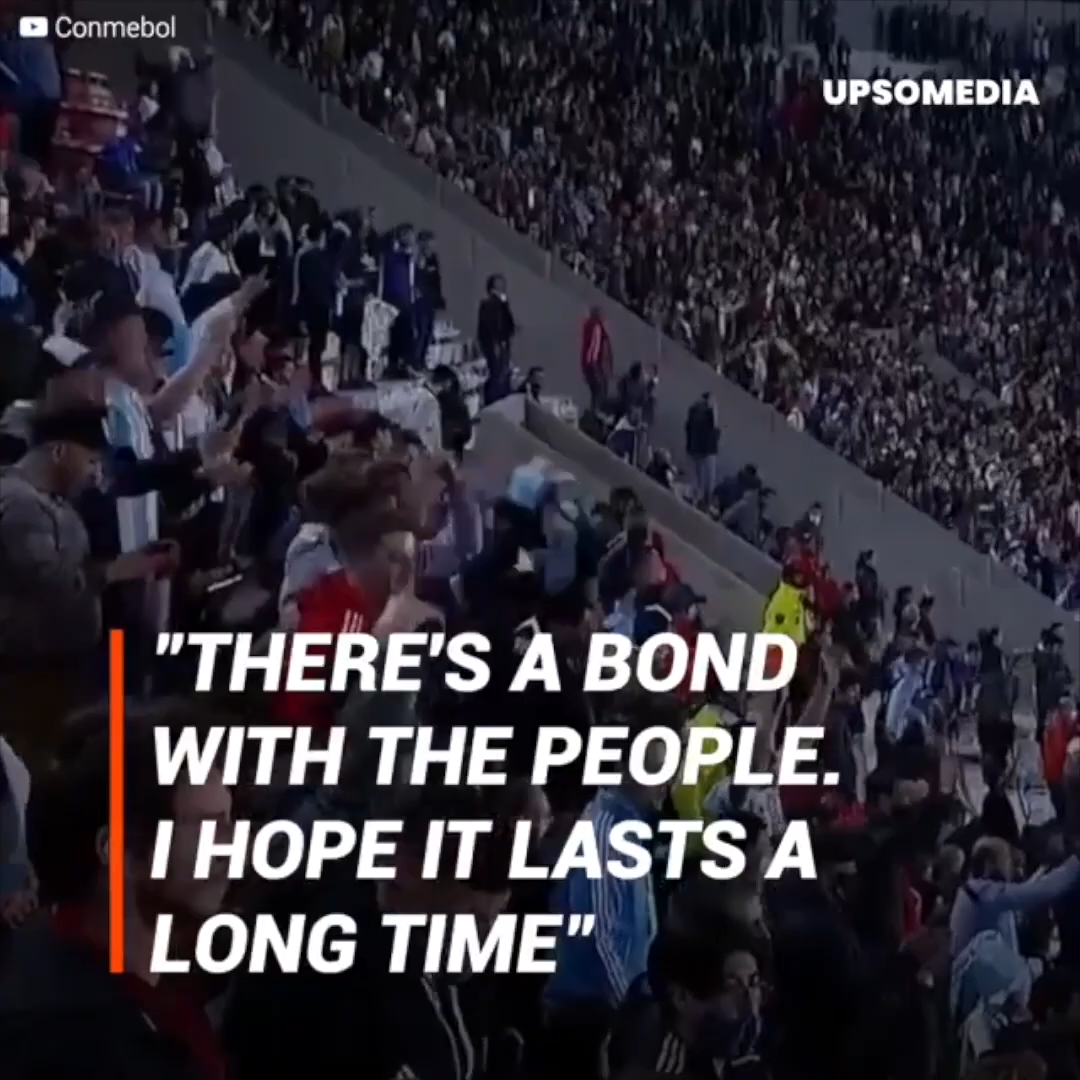 Conmebol
UPSOMEDIA
"THERE'S A BOND
WITH THE PEOPLE.
I HOPE IT LASTS A
LONG TIME"